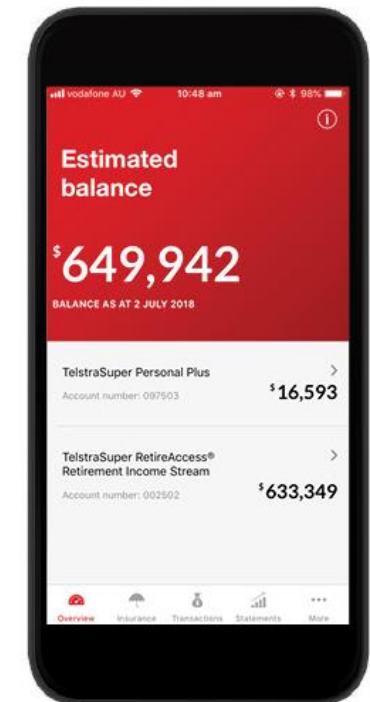 vodafone AU 10:48 am 98%
Estimated
balance
$649,942
BALANCE AS AT 2 JULY 2018
TelstraSuper Personal Plus
Account number: 097503
$16,593
TelstraSuper RetireAccess®
Retirement Income Stream
Account number: 002502
$633,349
Overview Insurance Transactions Statements More